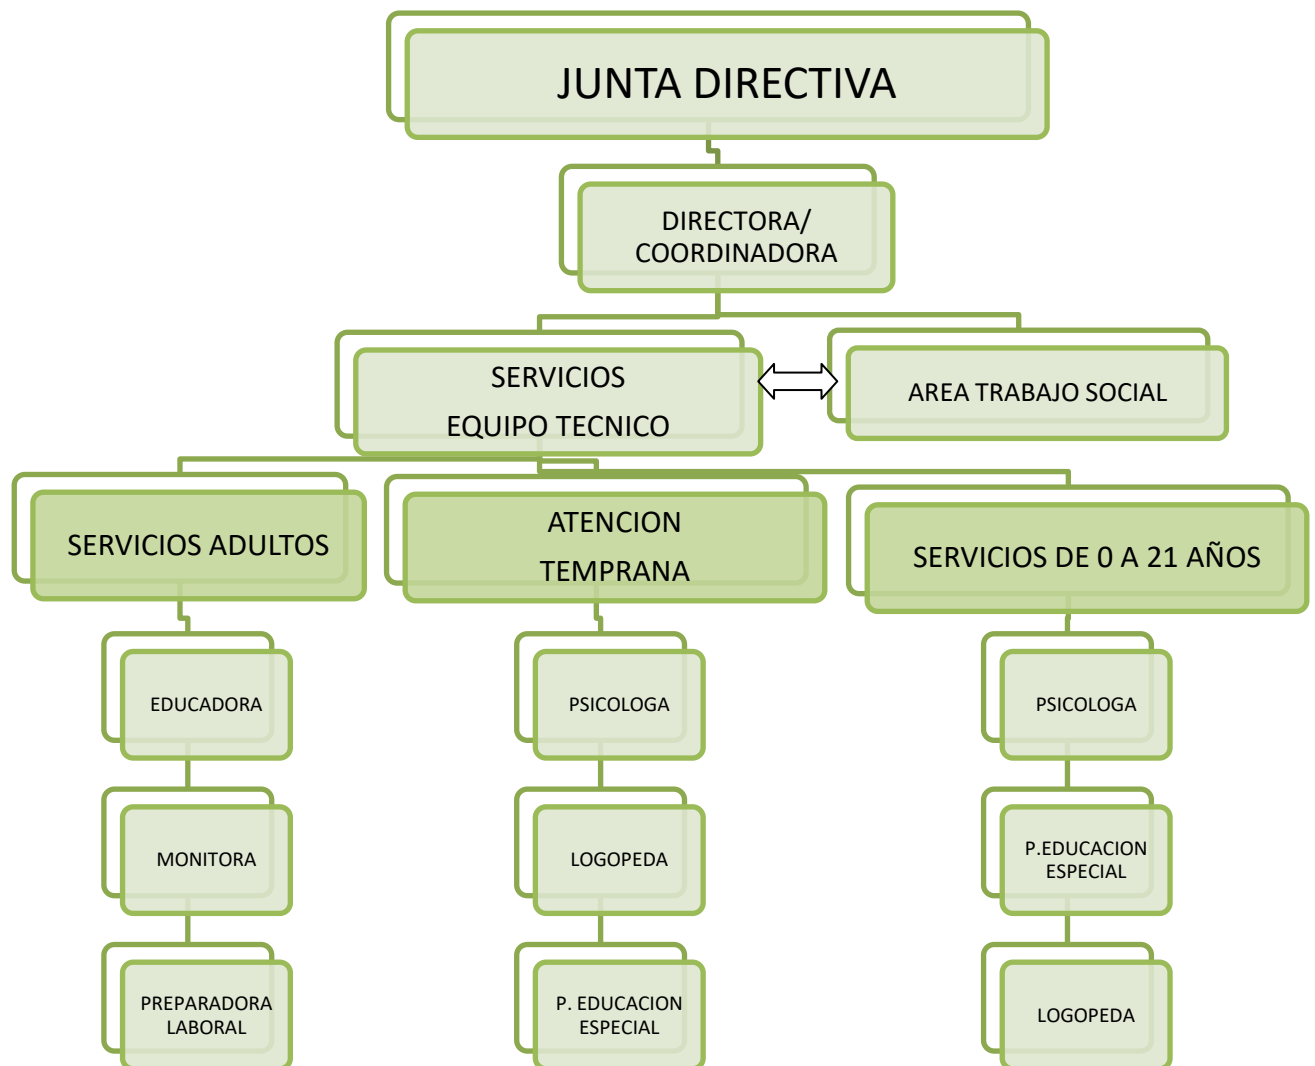 JUNTA DIRECTIVA
DIRECTORA/
COORDINADORA
SERVICIOS
EQUIPO TECNICO
AREA TRABAJO SOCIAL
SERVICIOS ADULTOS
ATENCION
TEMPRANA
SERVICIOS DE 0 A 21 AÑOS
EDUCADORA
PSICOLOGA
PSICOLOGA
MONITORA
LOGOPEDA
P.EDUCACION
ESPECIAL
PREPARADORA
LABORAL
P. EDUCACION
ESPECIAL
LOGOPEDA